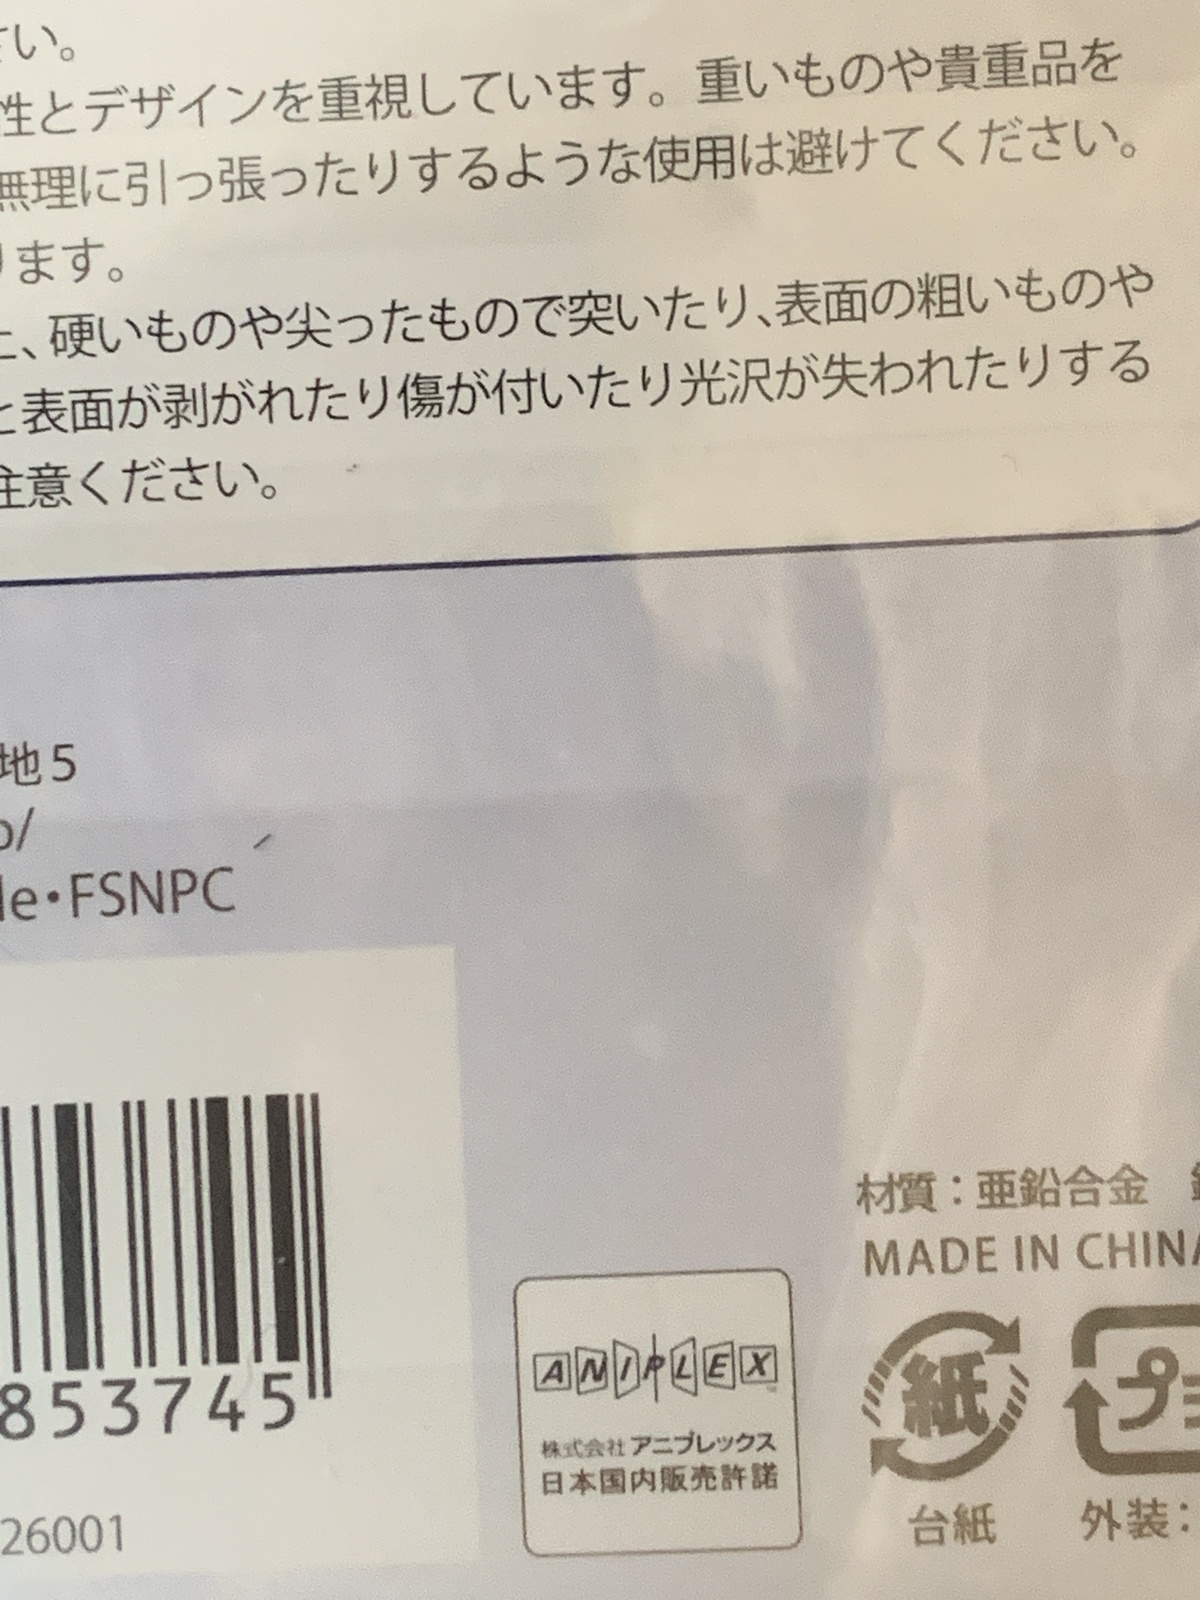 さい。
性とデザインを重視しています。重いものや貴重品を
無理に引っ張ったりするような使用は避けてください。
ります。
、硬いものや尖ったもので突いたり、表面の粗いものや
と表面が剥がれたり傷が付いたり光沢が失われたりする
注意ください。
地5
p/
le・FSNPC
853745
26001
ANIPLEX
株式会社アニプレックス
日本国内販売許諾
材質：亜鉛合金
MADE IN CHINA
紙
プ
台紙
外装：